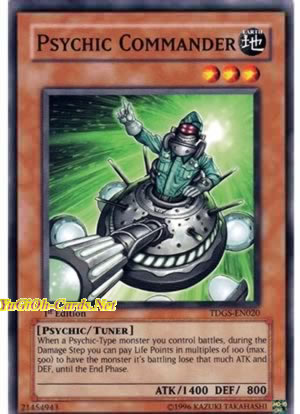 PSYCHIC COMMANDER
EARTH
地
YuGiOh-Cards.Net
1st Edition
TDGS-EN020
[PSYCHIC/TUNER]
When a Psychic-Type monster you control battles, during the
Damage Step you can pay Life Points in multiples of 100 (max.
500) to have the monster it's battling lose that much ATK and
DEF, until the End Phase.
ATK/1400 DEF/ 800
21454943
©1996 KAZUKI TAKAHASHI